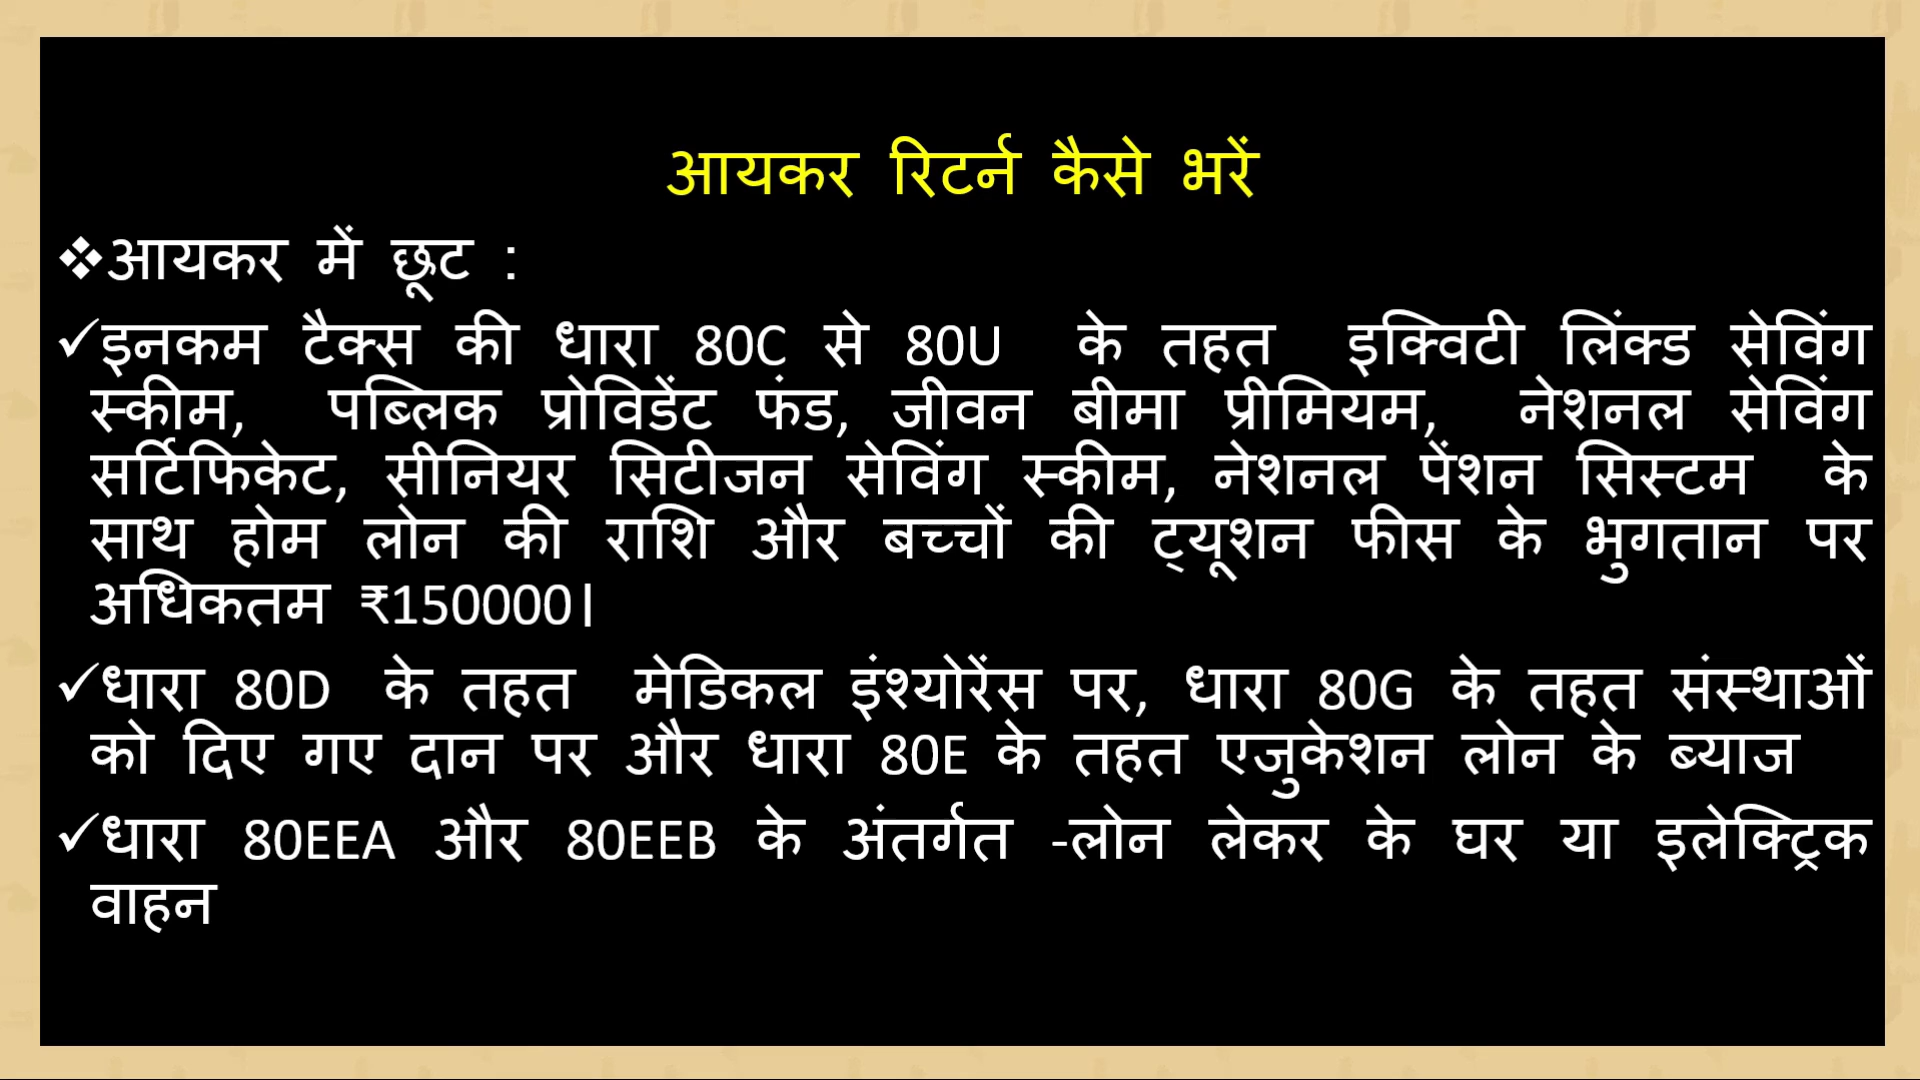 आयकर रिटर्न कैसे भरें
❖आयकर में छूट :
✓इनकम टैक्स की धारा 80C से 80U के तहत इक्विटी लिंक्ड सेविंग
स्कीम, पब्लिक प्रोविडेंट फंड, जीवन बीमा प्रीमियम, नेशनल सेविंग
सर्टिफिकेट, सीनियर सिटीजन सेविंग स्कीम, नेशनल पेंशन सिस्टम के
साथ होम लोन की राशि और बच्चों की ट्यूशन फीस के भुगतान पर
अधिकतम ₹150000।
✓धारा 80D के तहत मेडिकल इंश्योरेंस पर, धारा 80G के तहत संस्थाओं
को दिए गए दान पर और धारा 80E के तहत एजुकेशन लोन के ब्याज
✓धारा 80EEA और 80EEB के अंतर्गत -लोन लेकर के घर या इलेक्ट्रिक
वाहन